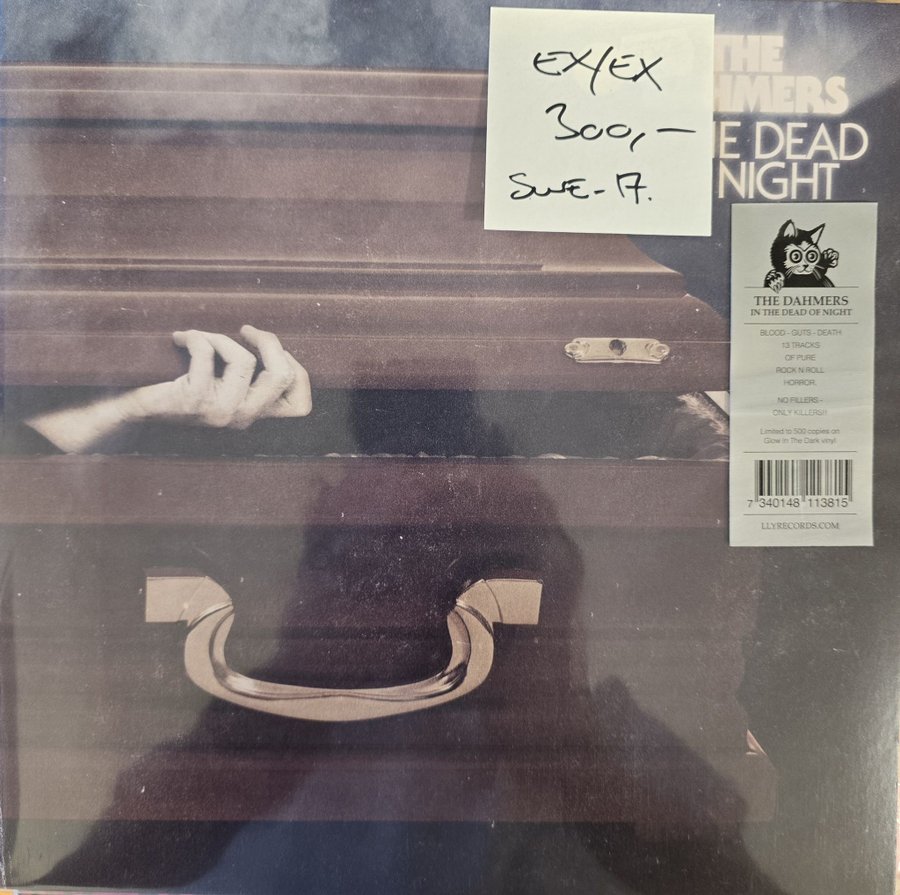 EX/EX
300,-
SWE-17.
THE
HMERS
E DEAD
NIGHT
THE DAHMERS
IN THE DEAD OF NIGHT
BLOOD - GUTS - DEATH
13 TRACKS
OF PURE
ROCK N ROLL
HORROR.
NO FILLERS -
ONLY KILLERS!!
Limited to 500 copies on
Glow In The Dark vinyl
7 340148 113815
LLYRECORDS.COM